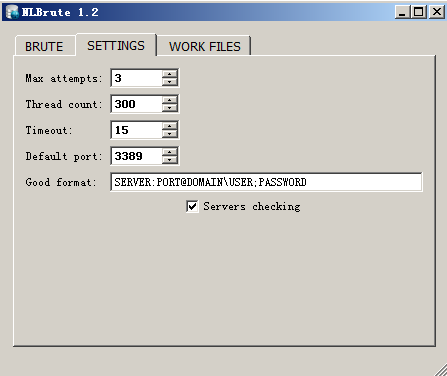 NLBrute 1.2
BRUTE SETTINGS WORK FILES
Max attempts: 3
Thread count: 300
Timeout: 15
Default port: 3389
Good format: SERVER:PORT@DOMAIN\USER;PASSWORD
Servers checking